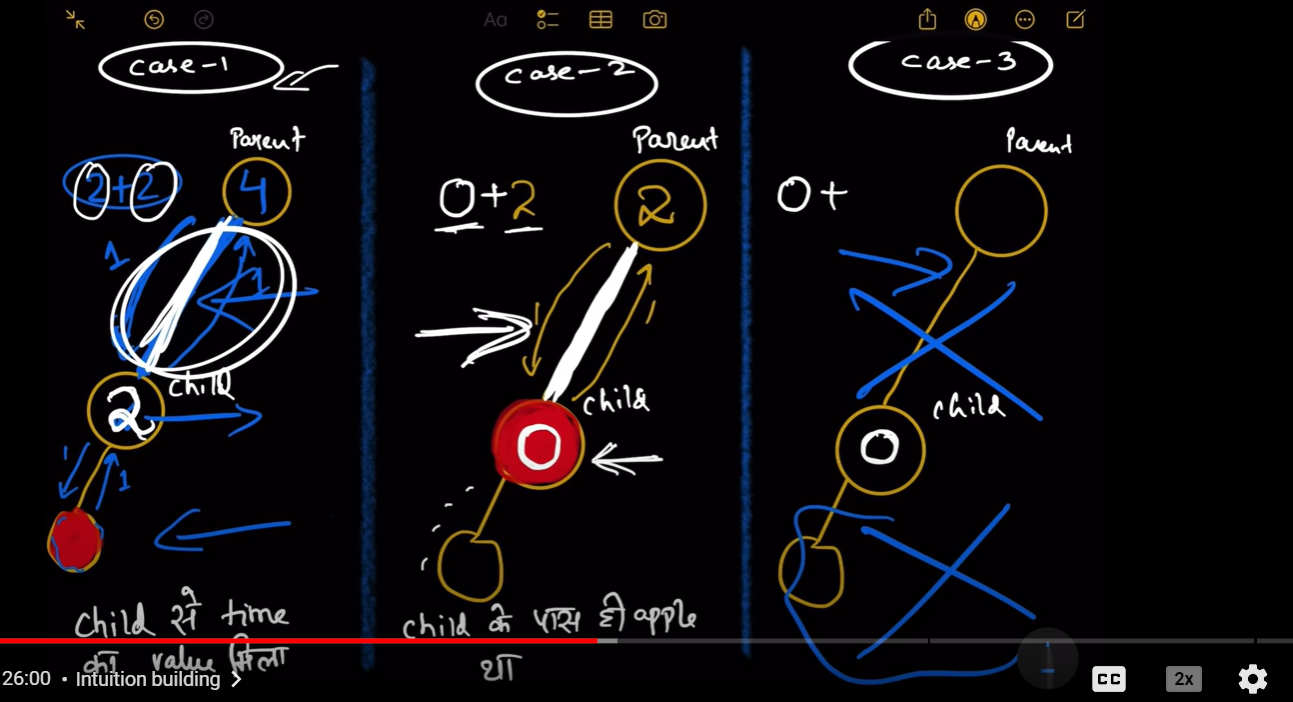 Aa
Case-1
Parent
2+2
4
1
1
2
child
1
1
child से time
का value मिला
Case-2
Parent
0+2
2
1
1
child
0
child के पास ही apple
था
Case-3
Parent
0+
child
0
26:00 • Intuition building
CC
2x